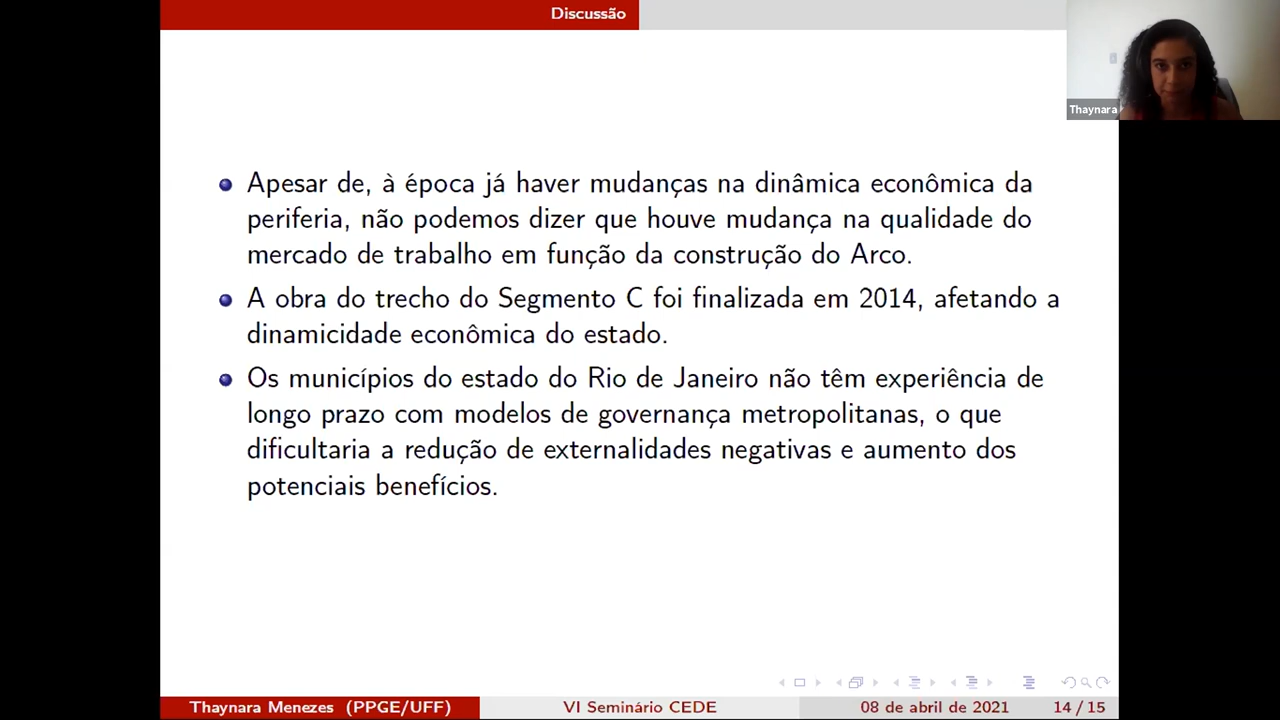 Discussão
Thaynara
Apesar de, à época já haver mudanças na dinâmica econômica da
periferia, não podemos dizer que houve mudança na qualidade do
mercado de trabalho em função da construção do Arco.
A obra do trecho do Segmento C foi finalizada em 2014, afetando a
dinamicidade econômica do estado.
Os municípios do estado do Rio de Janeiro não têm experiência de
longo prazo com modelos de governança metropolitanas, o que
dificultaria a redução de externalidades negativas e aumento dos
potenciais benefícios.
Thaynara Menezes (PPGE/UFF) VI Seminário CEDE 08 de abril de 2021 14 / 15